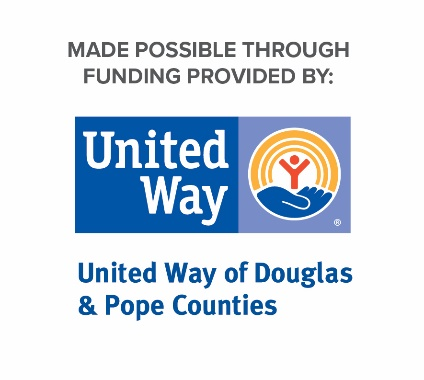 MADE POSSIBLE THROUGH
FUNDING PROVIDED BY:
United
Way
®
United Way of Douglas
& Pope Counties